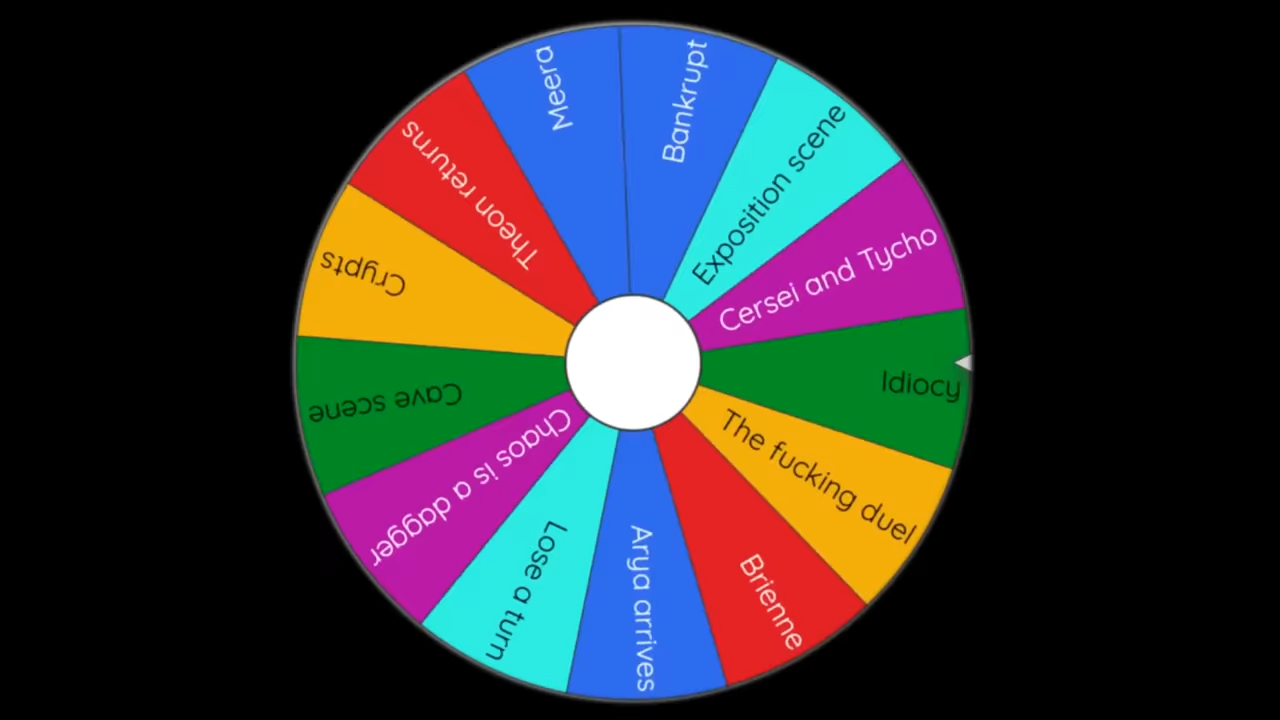 Bankrupt
Exposition scene
Cersei and Tycho
Idiocy
The fucking duel
Brienne
Arya arrives
Lose a turn
Chaos is a dagger
Cave scene
Crypts
Theon returns
Meera